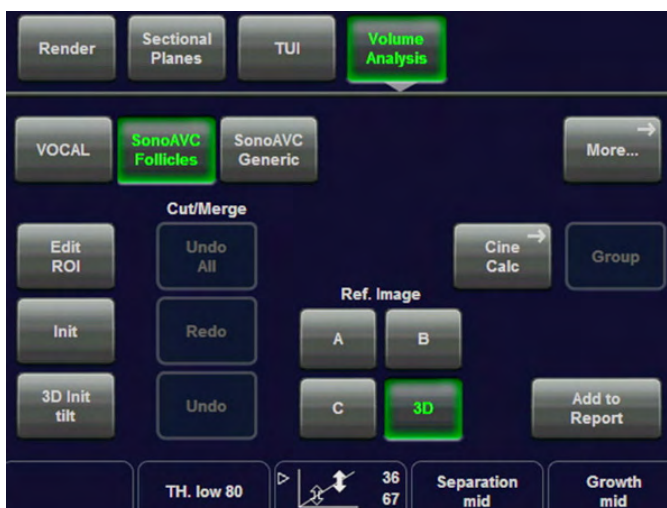 Render
Sectional
Planes
TUI
Volume
Analysis
VOCAL
SonoAVC
Follicles
SonoAVC
Generic
More...
Cut/Merge
Edit
ROI
Undo
All
Cine
Calc
Group
Ref. Image
Init
Redo
A
B
3D Init
tilt
Undo
C
3D
Add to
Report
TH. low 80
36
67
Separation
mid
Growth
mid